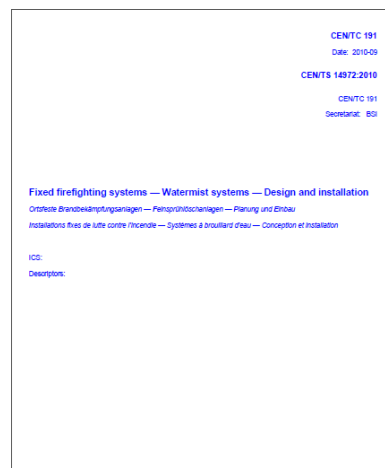 CEN/TC 191
Date: 2010-09
CEN/TS 14972:2010
CEN/TC 191
Secretariat: BSI
Fixed firefighting systems — Watermist systems — Design and installation
Ortsfeste Brandbekämpfungsanlagen — Feinsprühlöschanlagen — Planung und Einbau
Installations fixes de lutte contre l'incendie — Systèmes à brouillard d'eau — Conception et installation
ICS:
Descriptors: